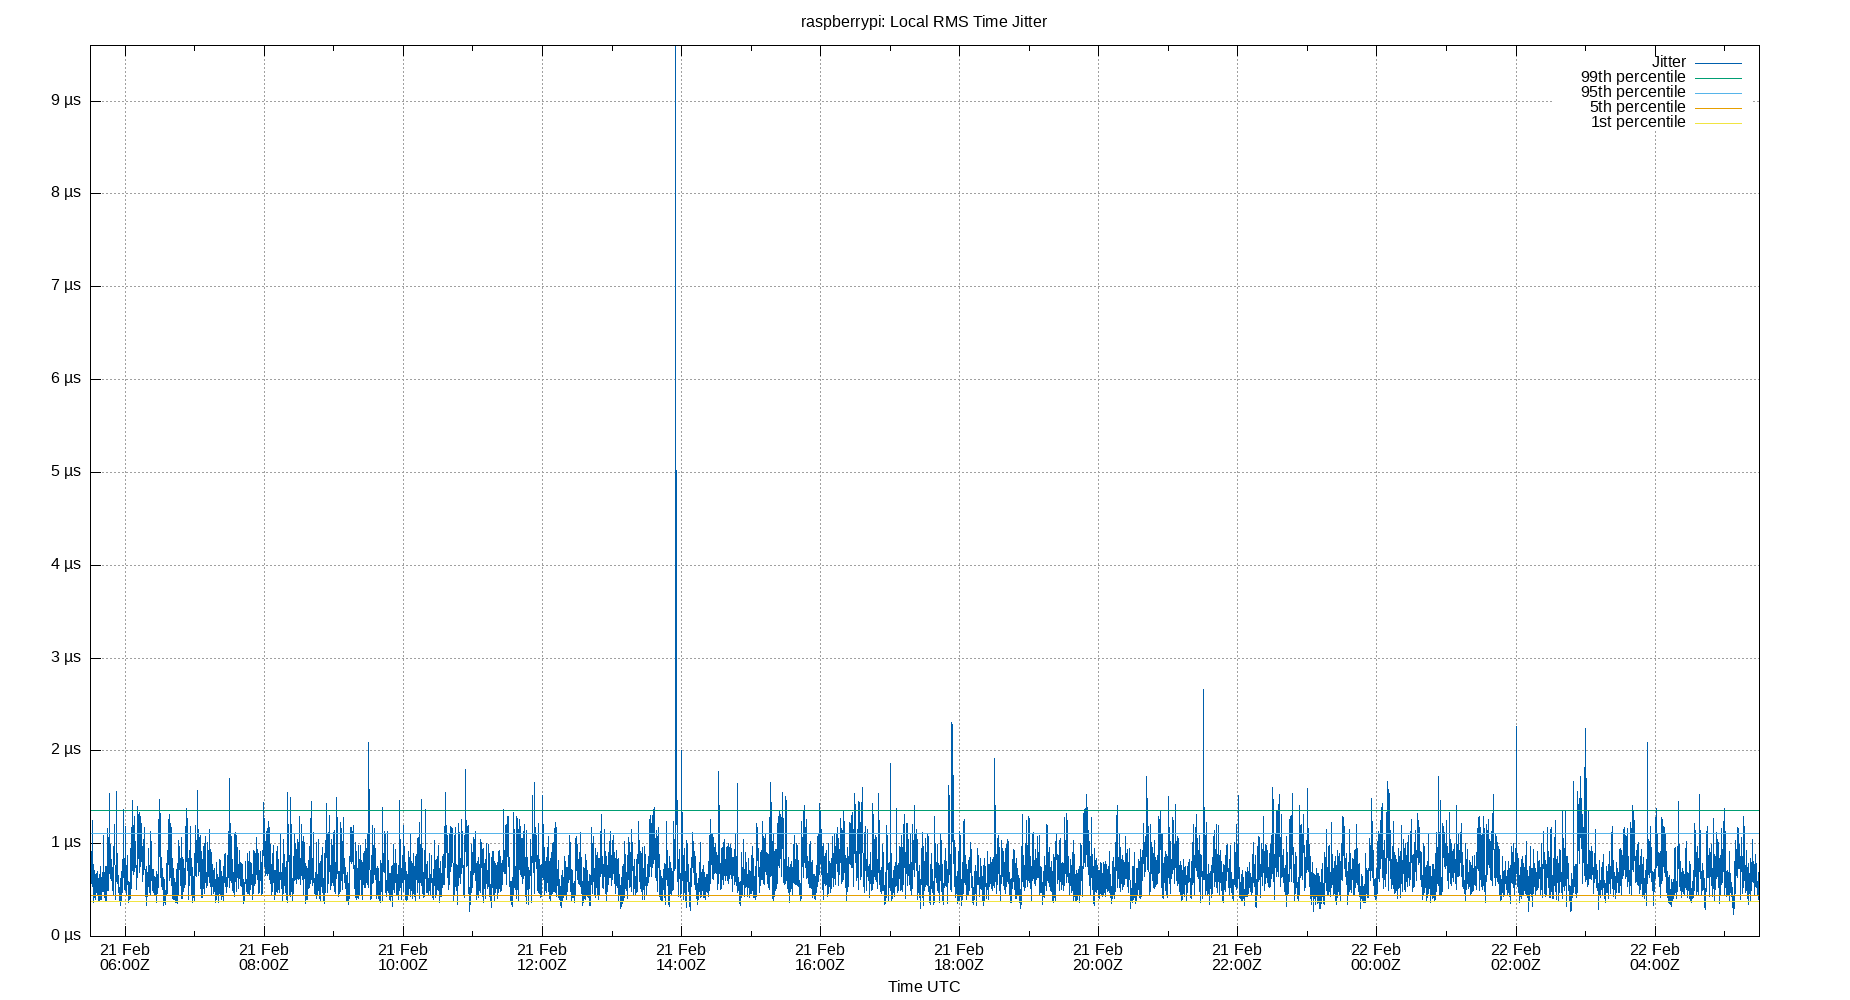 raspberrypi: Local RMS Time Jitter
Jitter
99th percentile
95th percentile
5th percentile
1st percentile
9 µs
8 µs
7 µs
6 µs
5 µs
4 µs
3 µs
2 µs
1 µs
0 µs
21 Feb 21 Feb 21 Feb 21 Feb 21 Feb 21 Feb 21 Feb 21 Feb 21 Feb 22 Feb 22 Feb 22 Feb
06:00Z 08:00Z 10:00Z 12:00Z 14:00Z 16:00Z 18:00Z 20:00Z 22:00Z 00:00Z 02:00Z 04:00Z
Time UTC